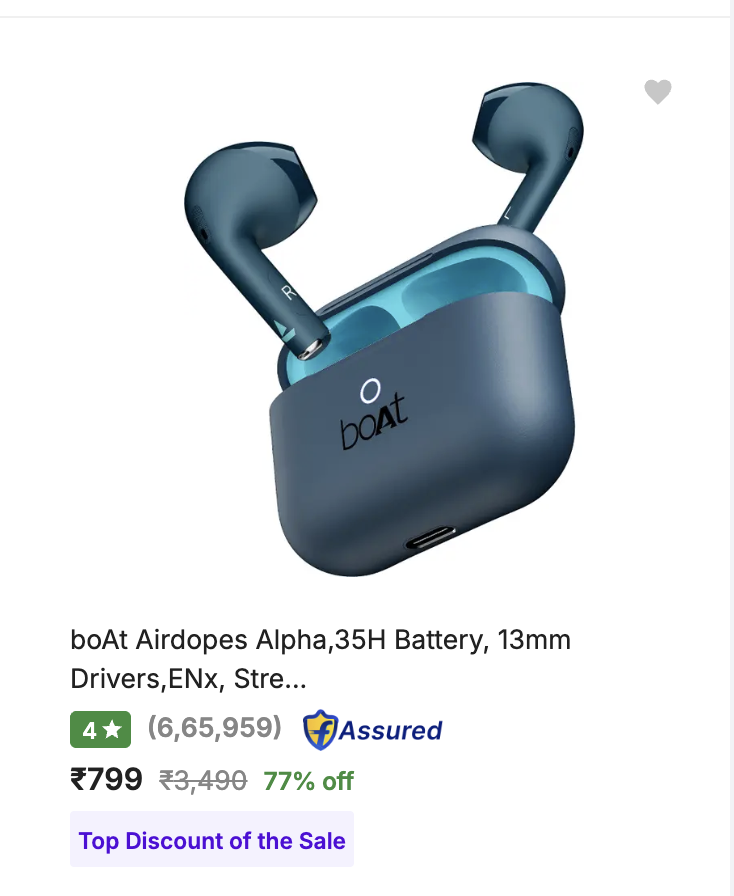 L
R
boAt
boAt Airdopes Alpha,35H Battery, 13mm
Drivers,ENx, Stre...
4★ (6,65,959) f Assured
₹799 ₹3,490 77% off
Top Discount of the Sale